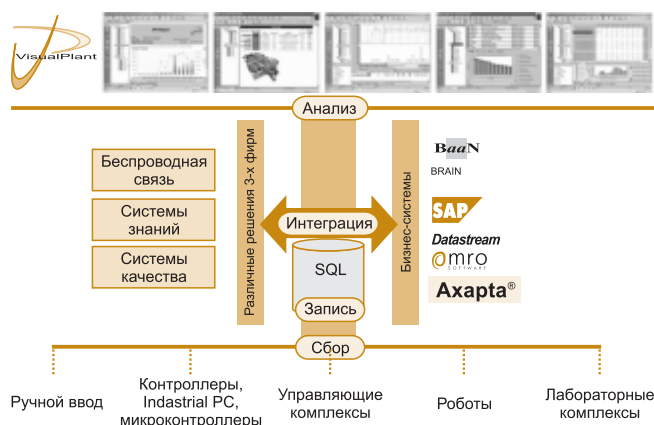 VisualPlant
Анализ
Беспроводная
связь
Системы
знаний
Системы
качества
Различные решения 3-х фирм
Интеграция
SQL
Запись
Бизнес-системы
BaaN
BRAIN
SAP
Datastream
mro
SOFTWARE
Axapta®
Сбор
Ручной ввод
Контроллеры,
Indastrial PC,
микроконтроллеры
Управляющие
комплексы
Роботы
Лабораторные
комплексы